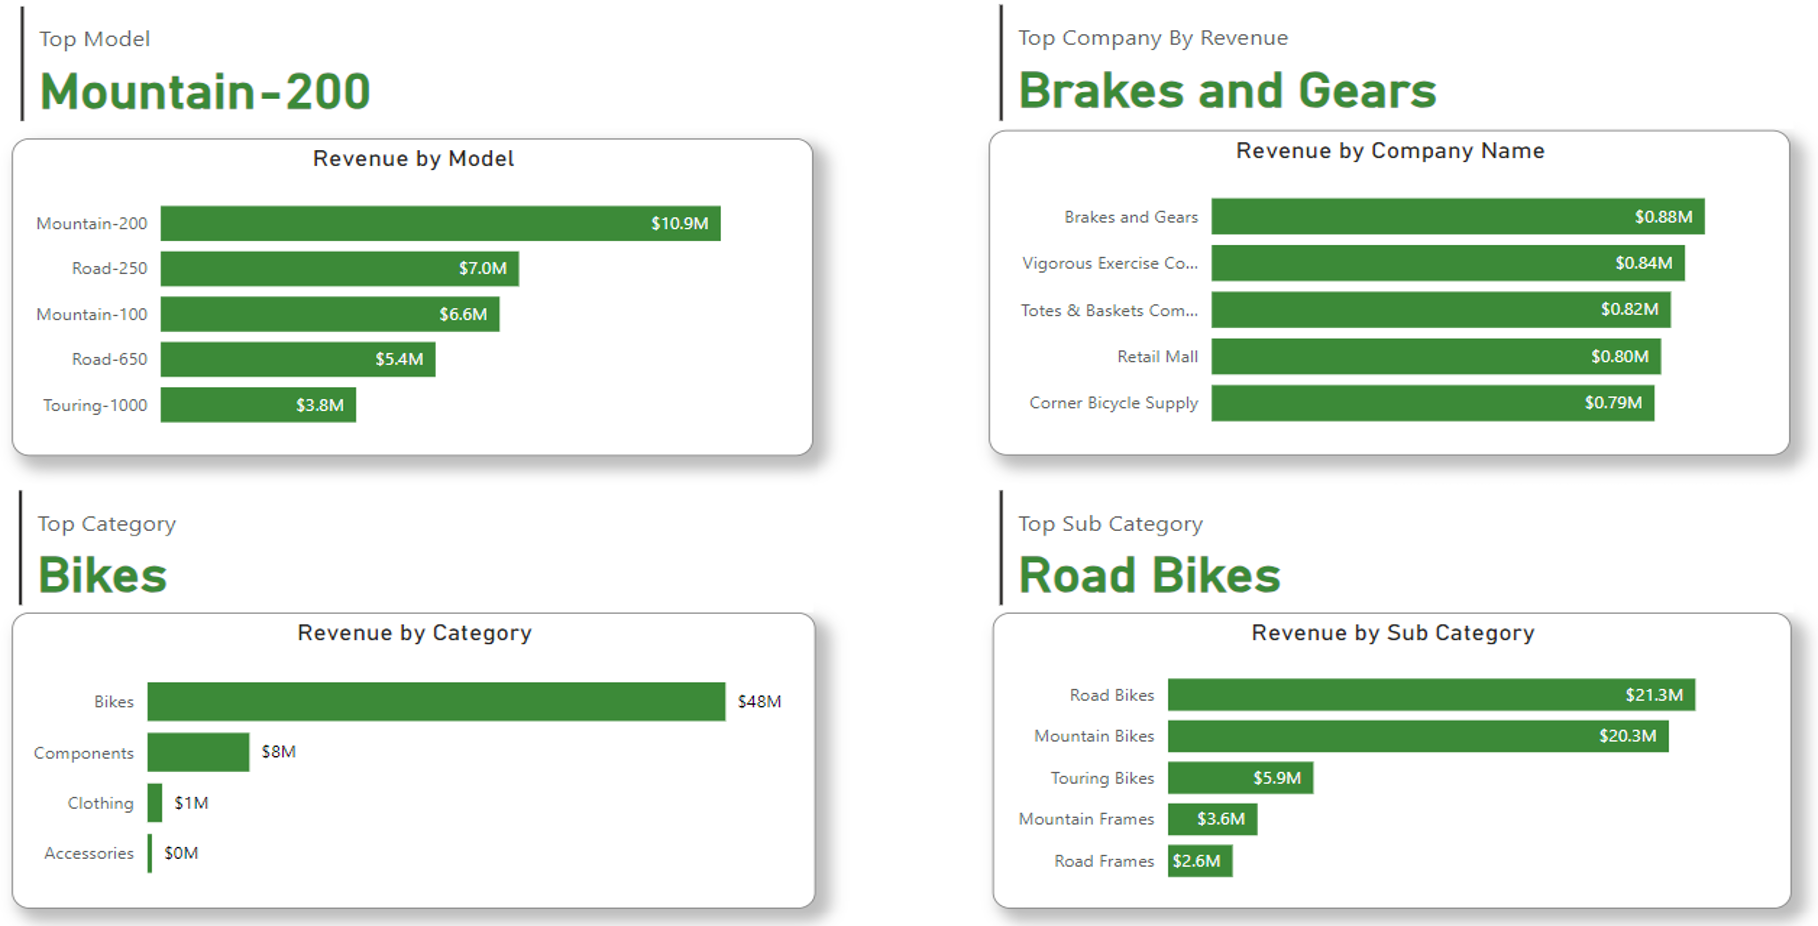 Top Model
Mountain-200
Revenue by Model
Mountain-200 $10.9M
Road-250 $7.0M
Mountain-100 $6.6M
Road-650 $5.4M
Touring-1000 $3.8M
Top Company By Revenue
Brakes and Gears
Revenue by Company Name
Brakes and Gears $0.88M
Vigorous Exercise Co... $0.84M
Totes & Baskets Com... $0.82M
Retail Mall $0.80M
Corner Bicycle Supply $0.79M
Top Category
Bikes
Revenue by Category
Bikes $48M
Components $8M
Clothing $1M
Accessories $0M
Top Sub Category
Road Bikes
Revenue by Sub Category
Road Bikes $21.3M
Mountain Bikes $20.3M
Touring Bikes $5.9M
Mountain Frames $3.6M
Road Frames $2.6M